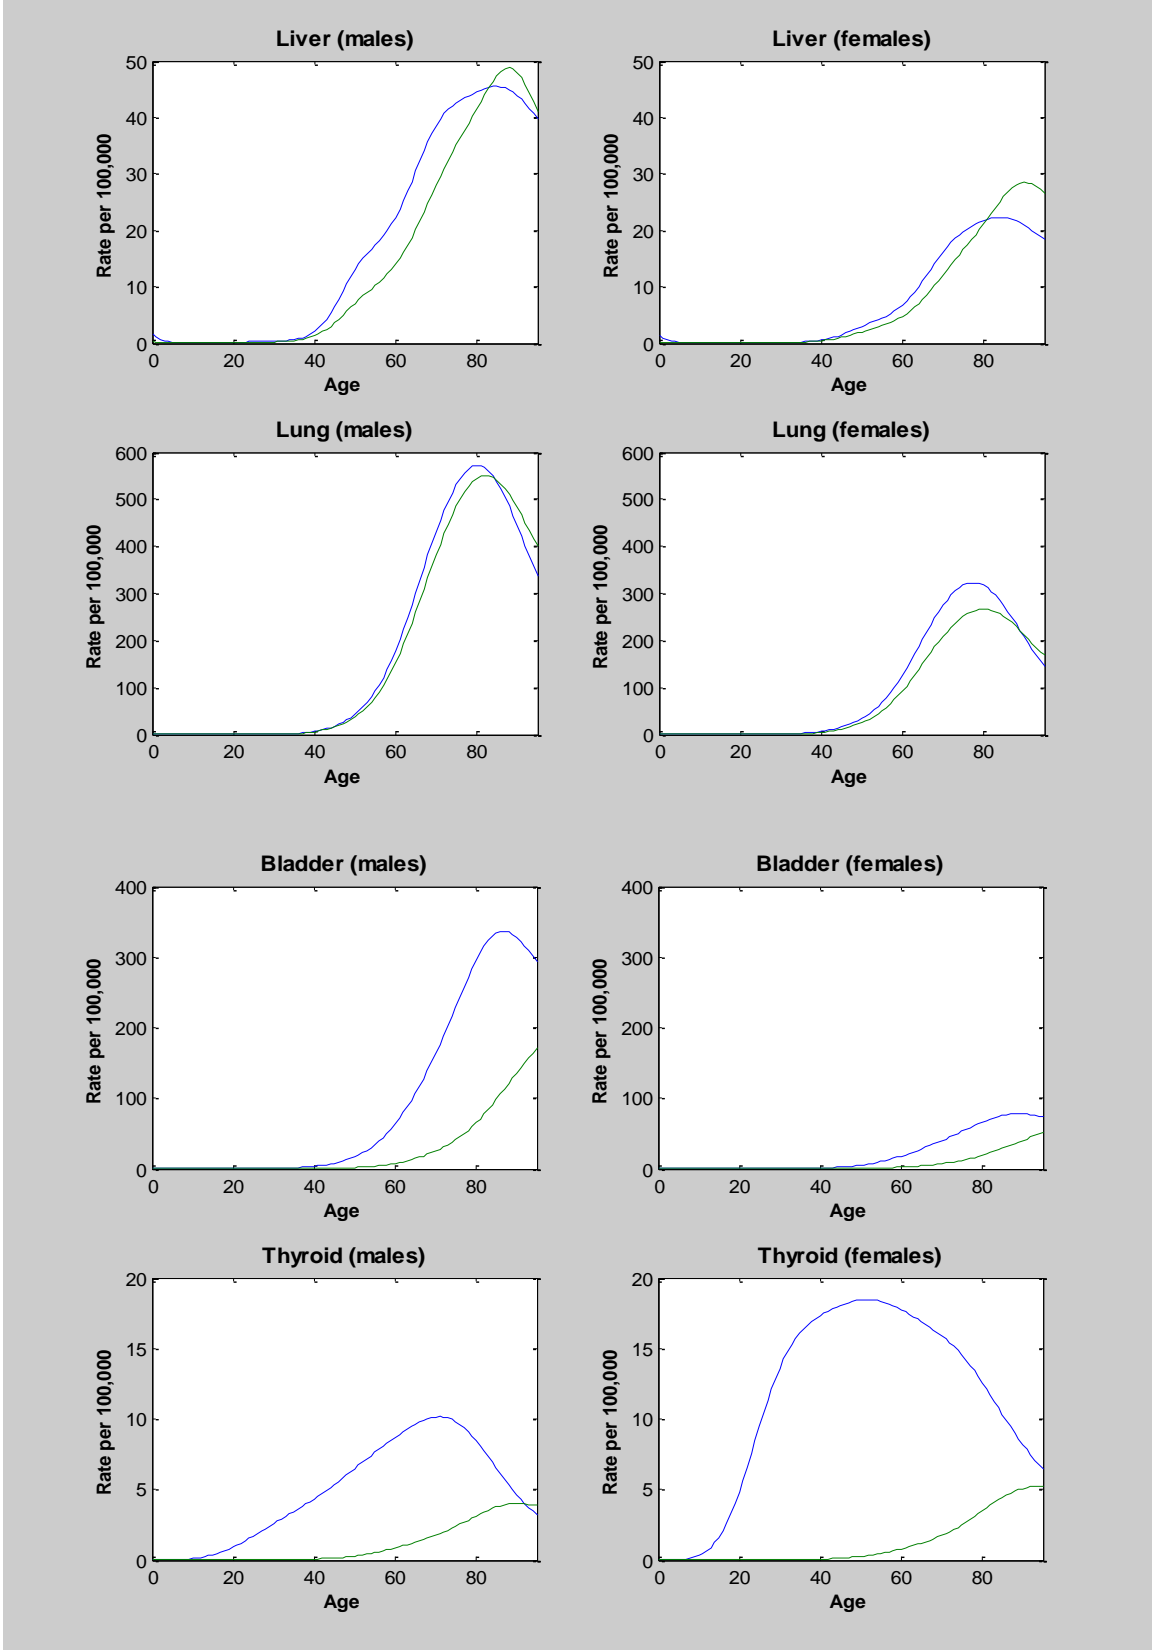 Liver (males)
Rate per 100,000
50
40
30
20
10
0
0 20 40 60 80
Age
Liver (females)
Rate per 100,000
50
40
30
20
10
0
0 20 40 60 80
Age
Lung (males)
Rate per 100,000
600
500
400
300
200
100
0
0 20 40 60 80
Age
Lung (females)
Rate per 100,000
600
500
400
300
200
100
0
0 20 40 60 80
Age
Bladder (males)
Rate per 100,000
400
300
200
100
0
0 20 40 60 80
Age
Bladder (females)
Rate per 100,000
400
300
200
100
0
0 20 40 60 80
Age
Thyroid (males)
Rate per 100,000
20
15
10
5
0
0 20 40 60 80
Age
Thyroid (females)
Rate per 100,000
20
15
10
5
0
0 20 40 60 80
Age